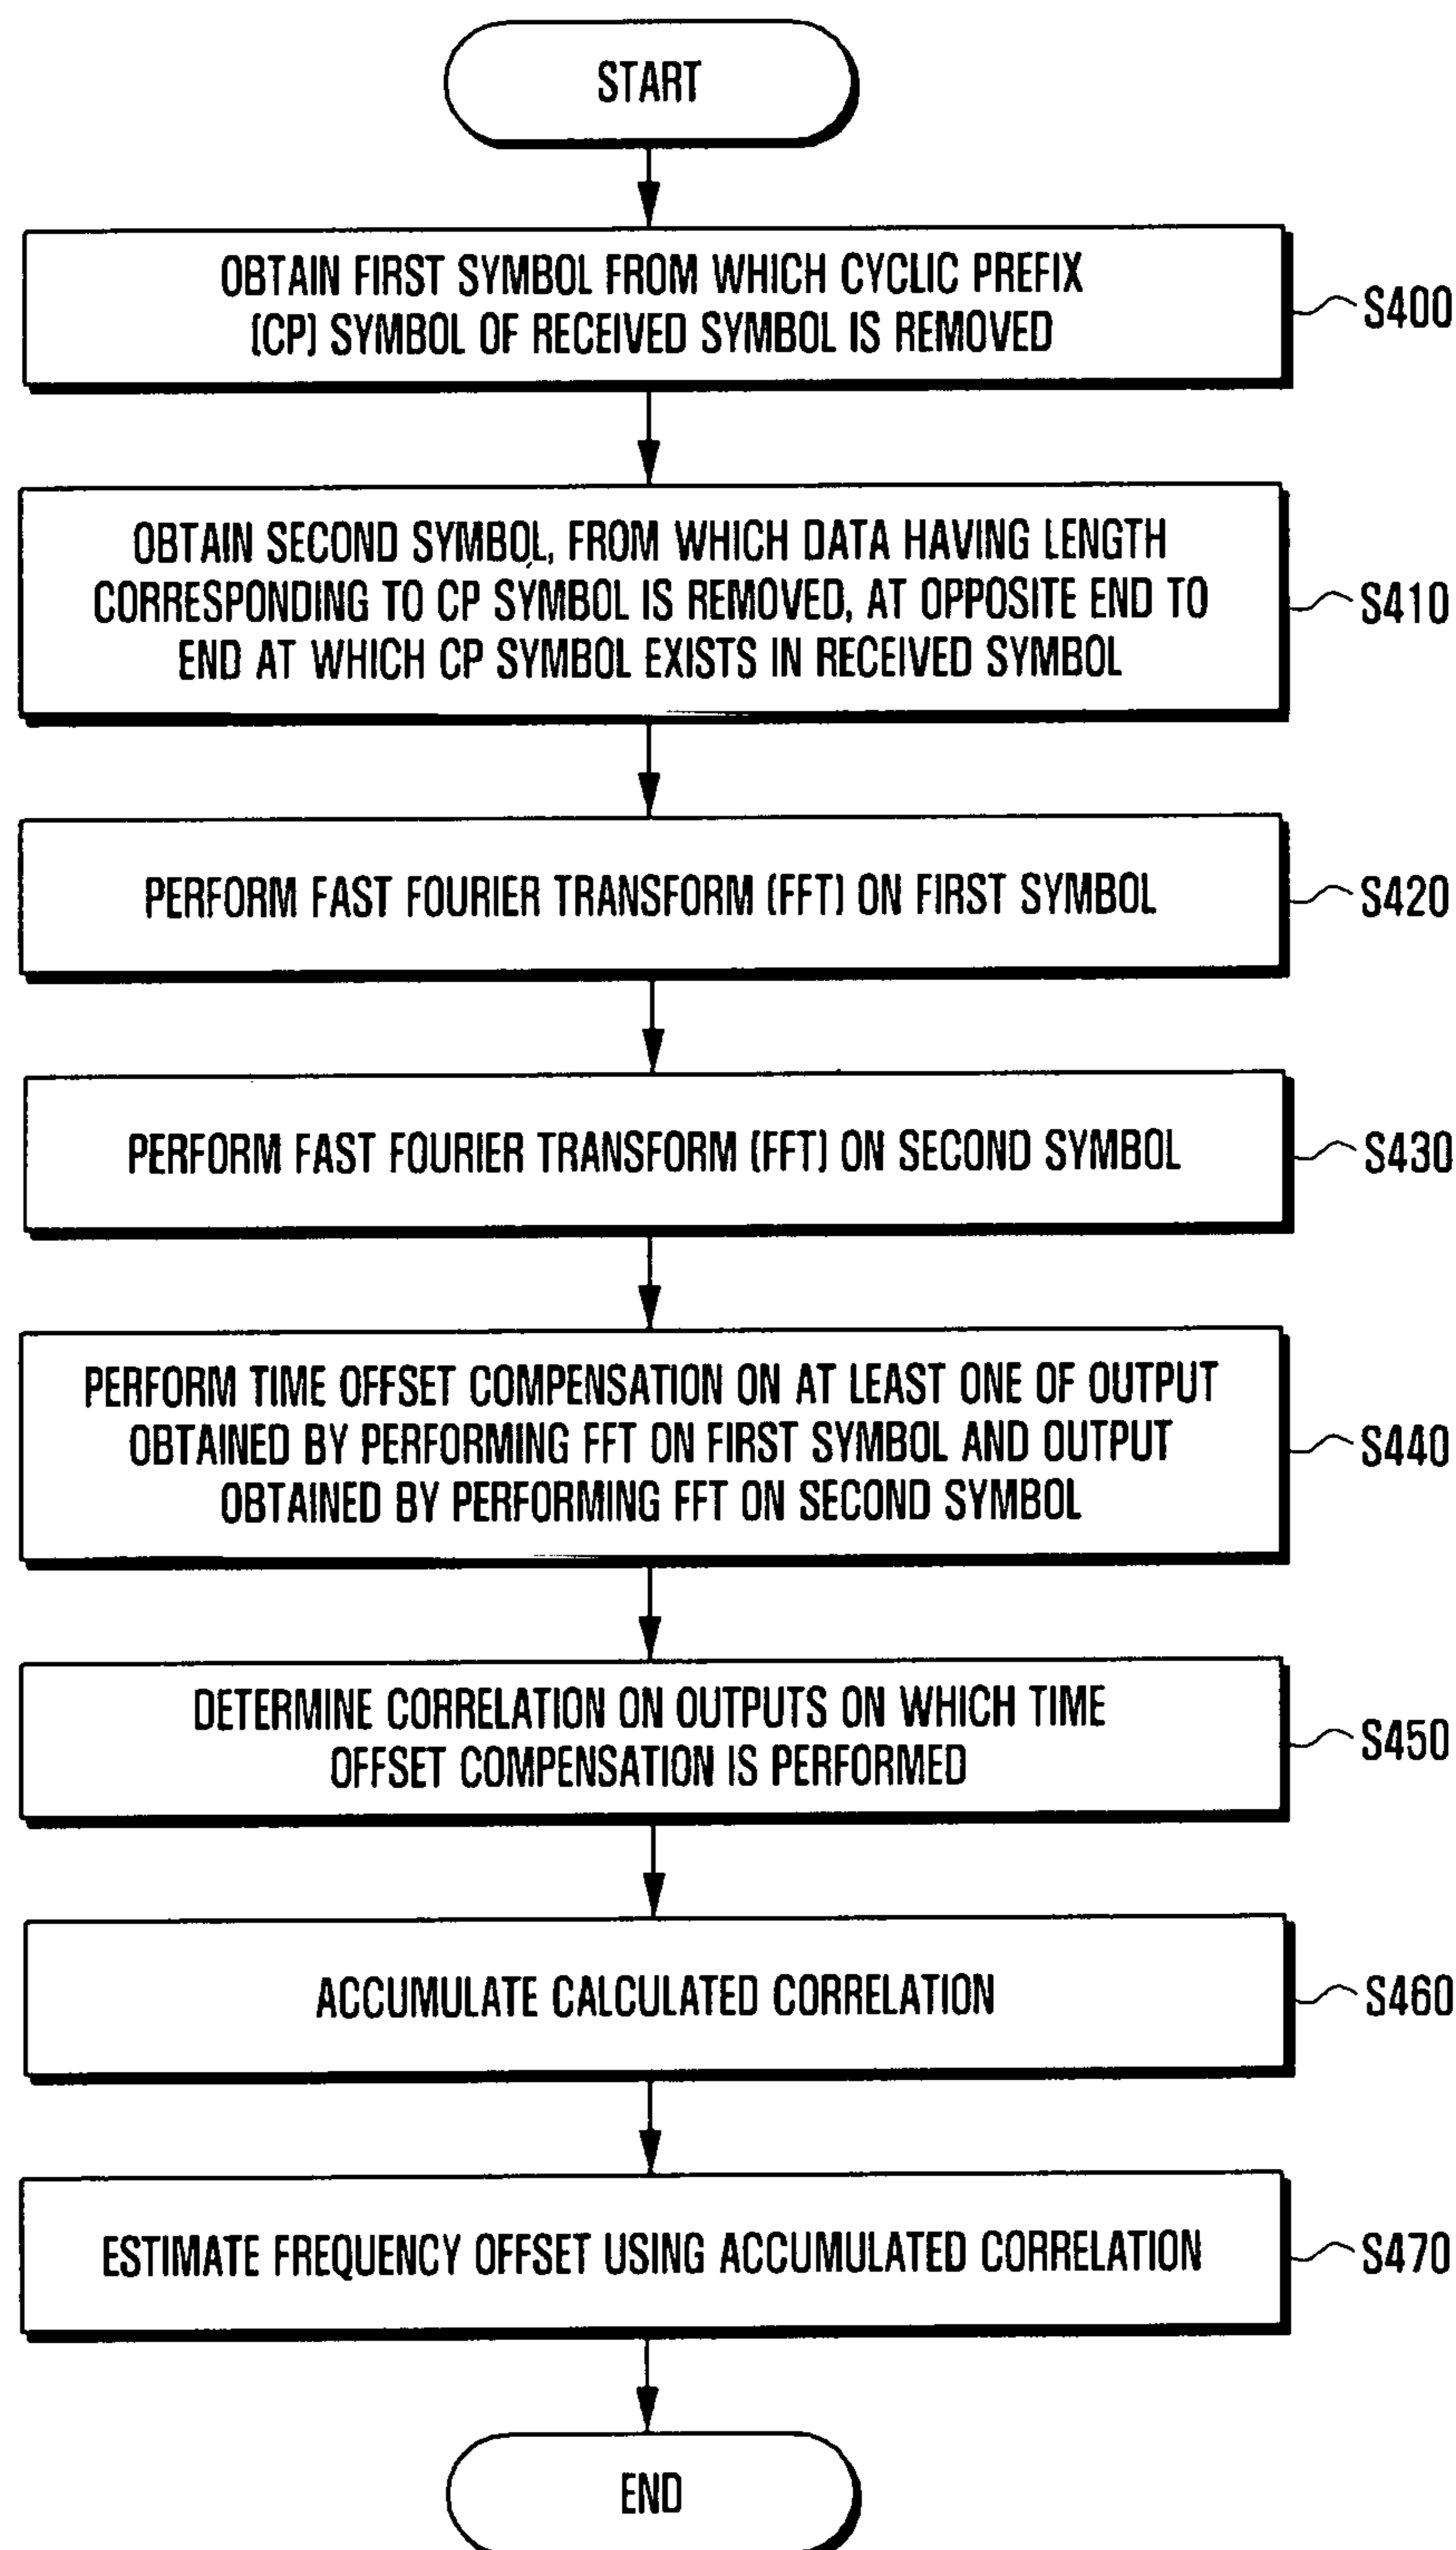 START
OBTAIN FIRST SYMBOL FROM WHICH CYCLIC PREFIX
(CP) SYMBOL OF RECEIVED SYMBOL IS REMOVED
S400
OBTAIN SECOND SYMBOL, FROM WHICH DATA HAVING LENGTH
CORRESPONDING TO CP SYMBOL IS REMOVED, AT OPPOSITE END TO
END AT WHICH CP SYMBOL EXISTS IN RECEIVED SYMBOL
S410
PERFORM FAST FOURIER TRANSFORM (FFT) ON FIRST SYMBOL
S420
PERFORM FAST FOURIER TRANSFORM (FFT) ON SECOND SYMBOL
S430
PERFORM TIME OFFSET COMPENSATION ON AT LEAST ONE OF OUTPUT
OBTAINED BY PERFORMING FFT ON FIRST SYMBOL AND OUTPUT
OBTAINED BY PERFORMING FFT ON SECOND SYMBOL
S440
DETERMINE CORRELATION ON OUTPUTS ON WHICH TIME
OFFSET COMPENSATION IS PERFORMED
S450
ACCUMULATE CALCULATED CORRELATION
S460
ESTIMATE FREQUENCY OFFSET USING ACCUMULATED CORRELATION
S470
END